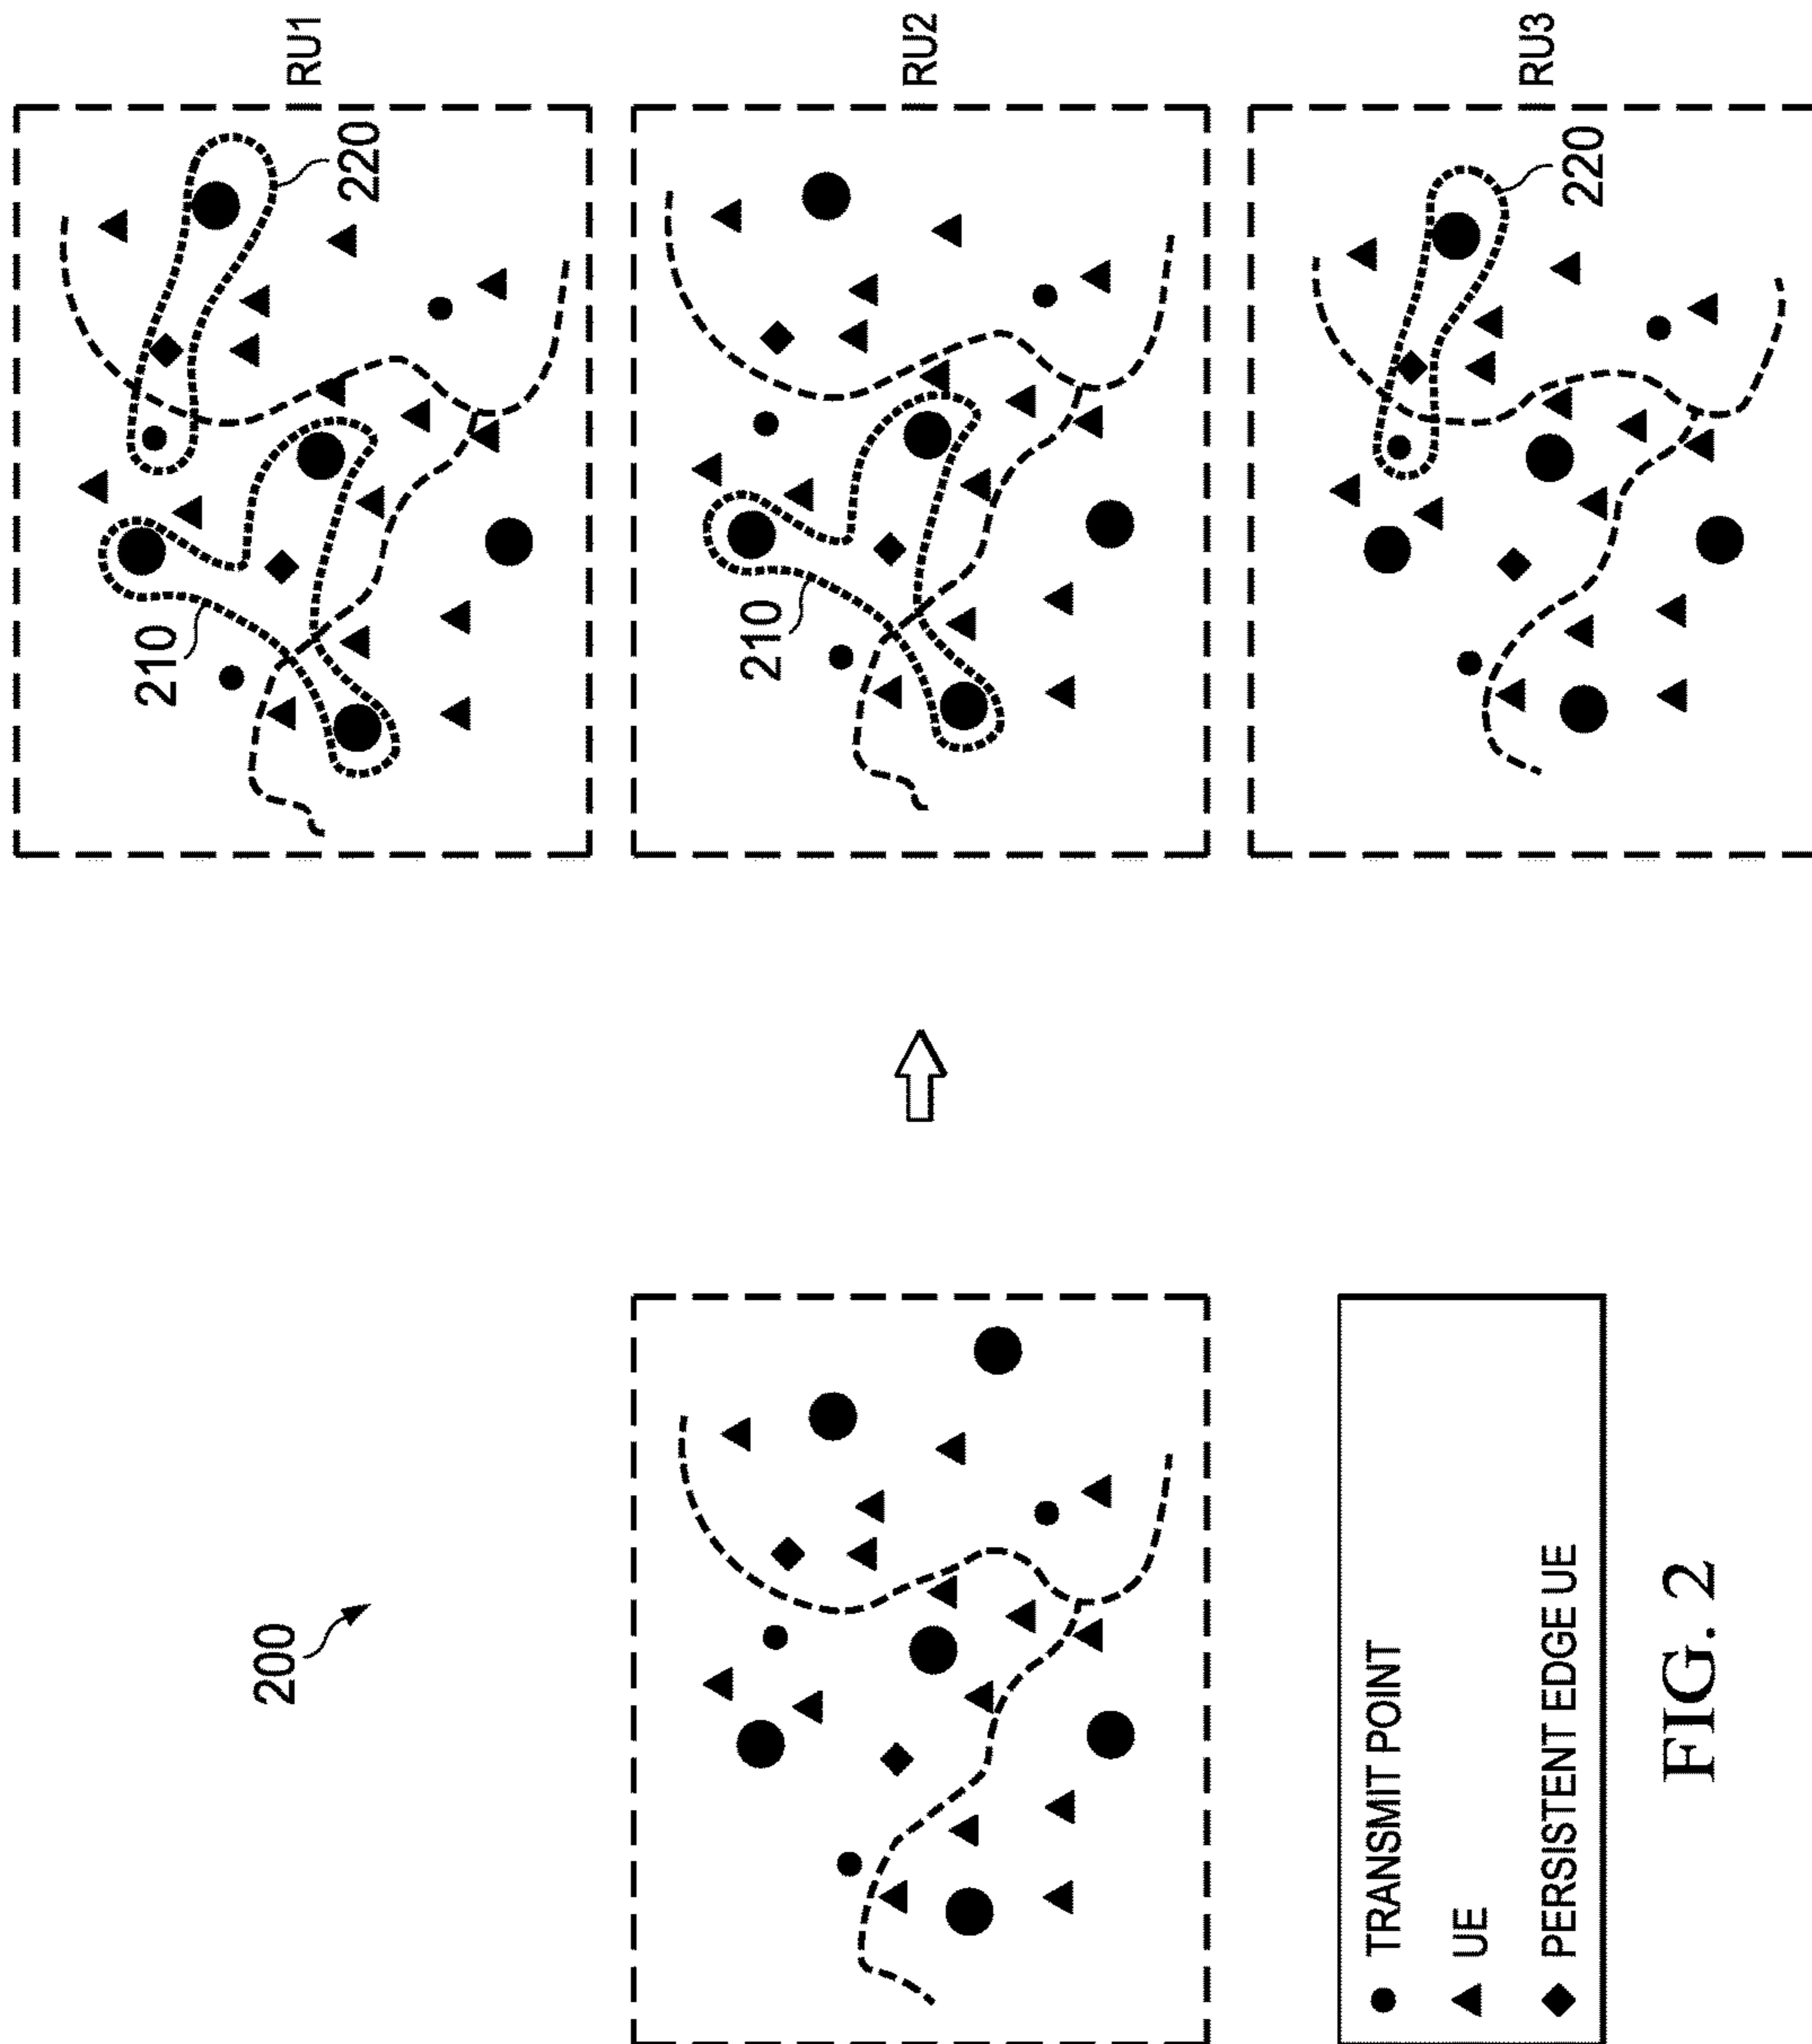 200
210
220
RU1
210
RU2
220
RU3
TRANSMIT POINT
UE
PERSISTENT EDGE UE
FIG. 2